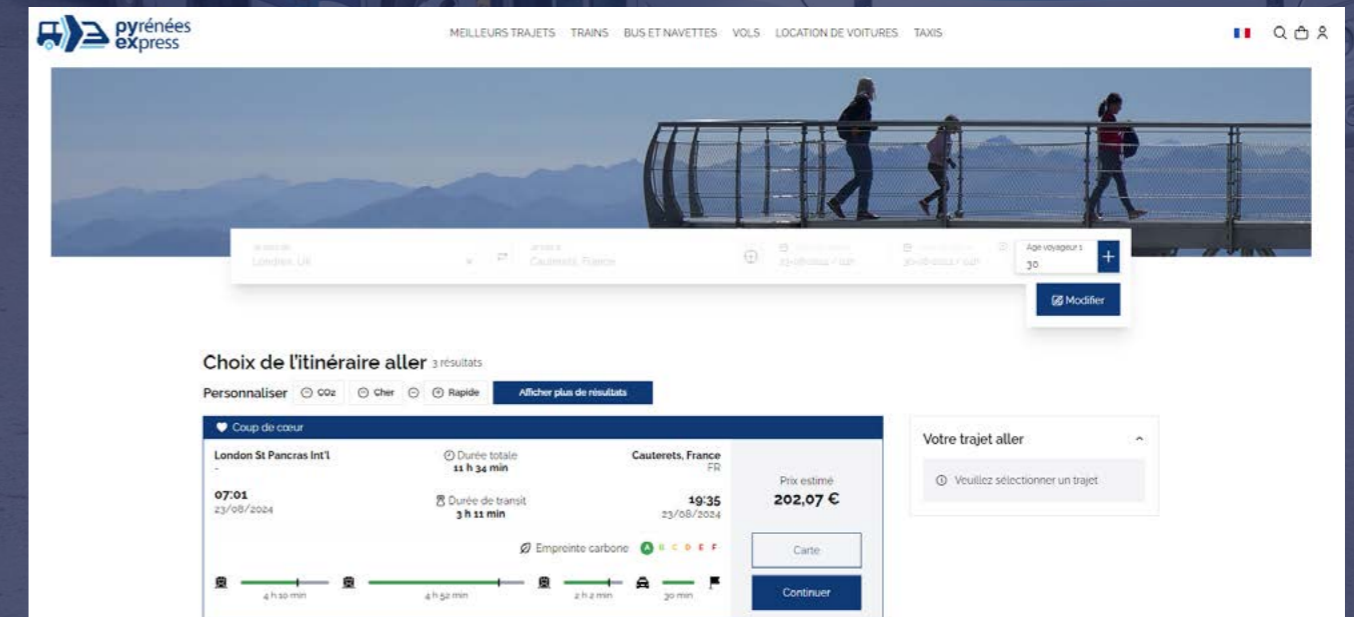 pyrénées
express
MEILLEURS TRAJETS TRAINS BUS ET NAVETTES VOLS LOCATION DE VOITURES TAXIS
Londres, UK
Cauterets, France
Age voyageur 1
30
Modifier
Choix de l'itinéraire aller 3 résultats
Personnaliser CO2 Cher Rapide Afficher plus de résultats
Coup de cœur
London St Pancras Int'l
-
Durée totale
11 h 34 min
Cauterets, France
FR
07:01
23/08/2024
Durée de transit
3 h 11 min
19:35
23/08/2024
Empreinte carbone A B C D E F
4 h 10 min 4 h 52 min 2 h 2 min 30 min
Prix estimé
202,07 €
Carte
Continuer
Votre trajet aller
Veuillez sélectionner un trajet